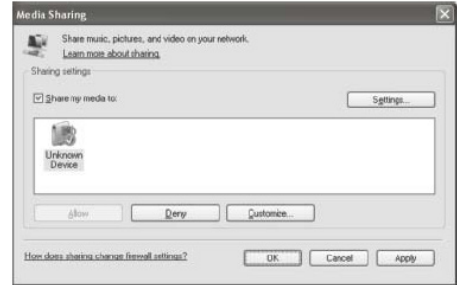 Media Sharing
Share music, pictures, and video on your network.
Learn more about sharing.
Sharing settings
Share my media to:
Settings...
Unknown
Device
Allow
Deny
Customize...
How does sharing change firewall settings?
OK
Cancel
Apply